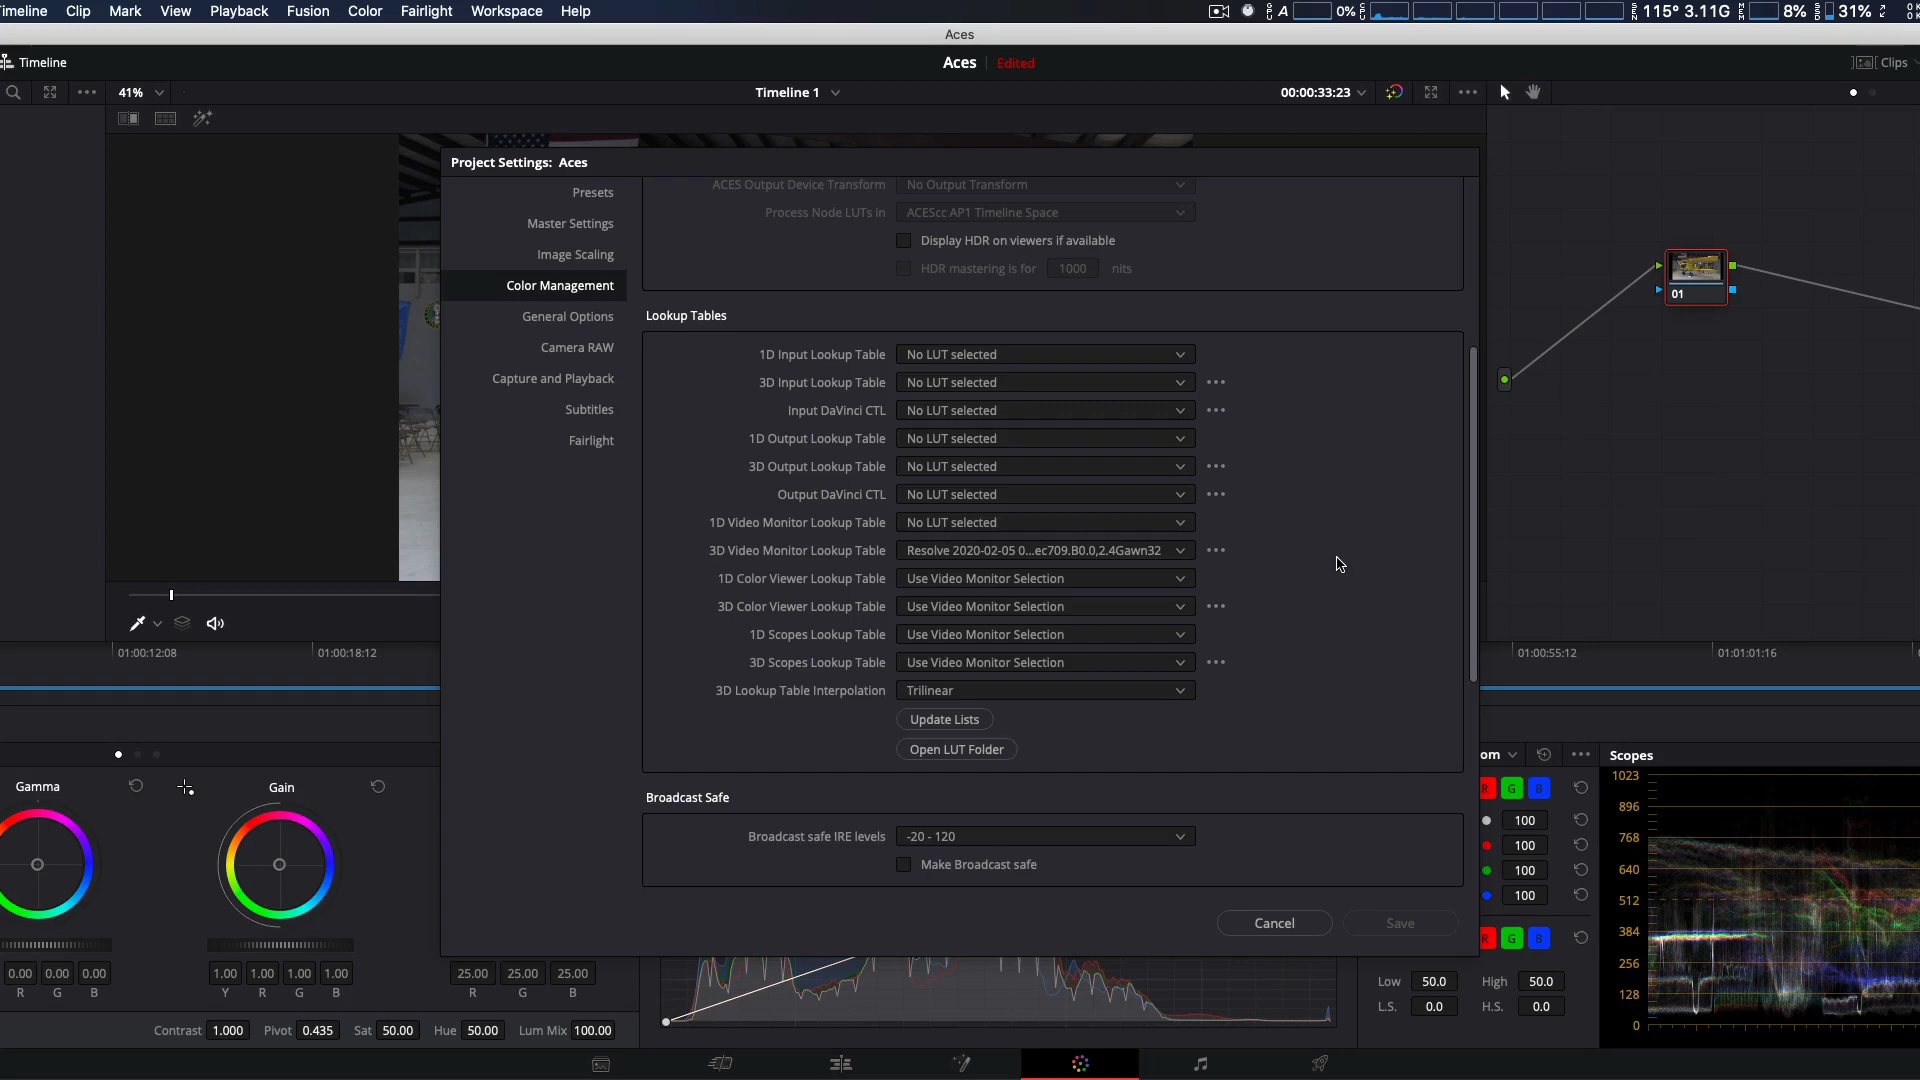 imeline Clip Mark View Playback Fusion Color Fairlight Workspace Help A 0% 115° 3.11G 8% 31%
Aces
Timeline Aces Edited Clips
41% Timeline 1 00:00:33:23
Project Settings: Aces
Presets
Master Settings
Image Scaling
Color Management
General Options
Camera RAW
Capture and Playback
Subtitles
Fairlight
ACES Output Device Transform No Output Transform
Process Node LUTs in ACEScc AP1 Timeline Space
Display HDR on viewers if available
HDR mastering is for 1000 nits
Lookup Tables
1D Input Lookup Table No LUT selected
3D Input Lookup Table No LUT selected
Input DaVinci CTL No LUT selected
1D Output Lookup Table No LUT selected
3D Output Lookup Table No LUT selected
Output DaVinci CTL No LUT selected
1D Video Monitor Lookup Table No LUT selected
3D Video Monitor Lookup Table Resolve 2020-02-05 0...ec709.B0.0,2.4Gawn32
1D Color Viewer Lookup Table Use Video Monitor Selection
3D Color Viewer Lookup Table Use Video Monitor Selection
1D Scopes Lookup Table Use Video Monitor Selection
3D Scopes Lookup Table Use Video Monitor Selection
3D Lookup Table Interpolation Trilinear
Update Lists
Open LUT Folder
Broadcast Safe
Broadcast safe IRE levels -20 - 120
Make Broadcast safe
Cancel Save
01
01:00:12:08 01:00:18:12 01:00:55:12 01:01:01:16
Gamma Gain
0.00 0.00 0.00 1.00 1.00 1.00 1.00 25.00 25.00 25.00
R G B Y R G B R G B
Contrast 1.000 Pivot 0.435 Sat 50.00 Hue 50.00 Lum Mix 100.00
om
R G B
100
100
100
100
R G B
Low 50.0 High 50.0
L.S. 0.0 H.S. 0.0
Scopes
1023
896
768
640
512
384
256
128
0